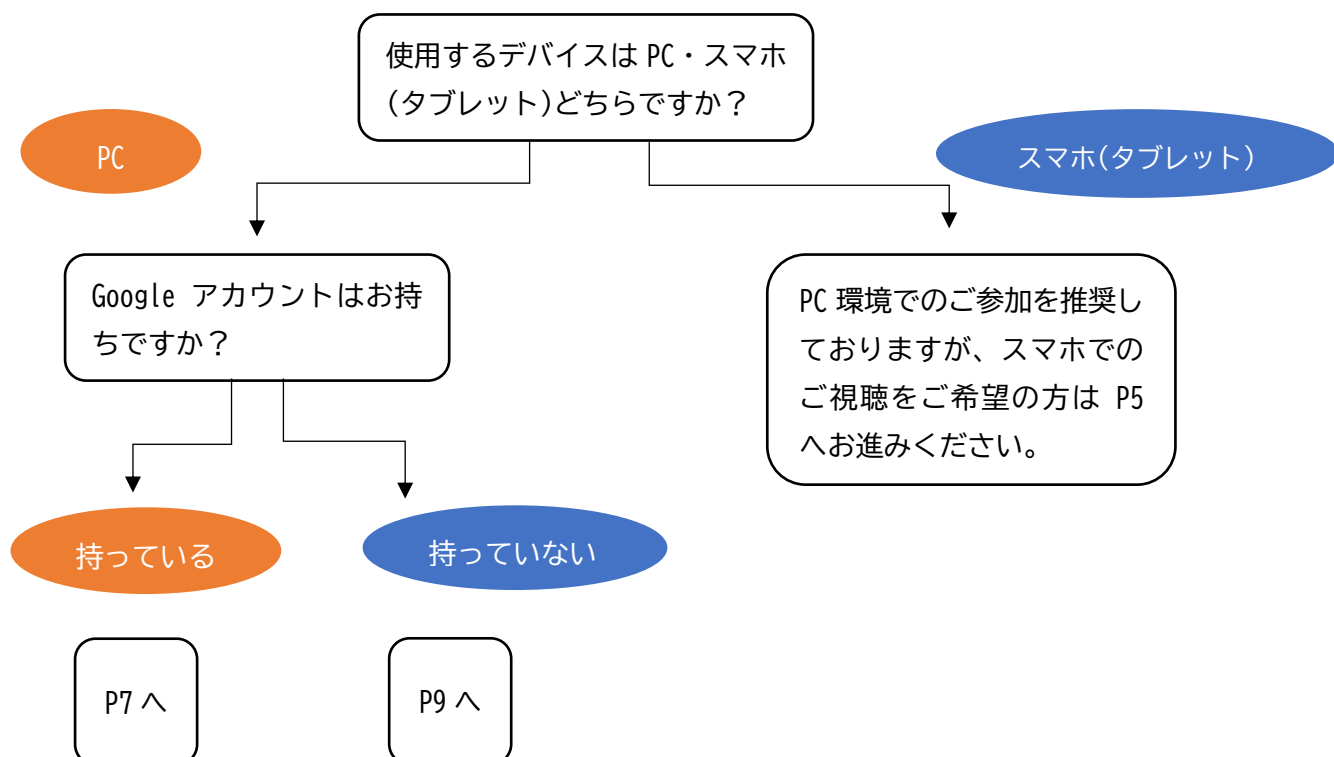 使用するデバイスは PC・スマホ
(タブレット)どちらですか？
PC
スマホ(タブレット)
Google アカウントはお持
ちですか？
PC 環境でのご参加を推奨し
ておりますが、スマホでの
ご視聴をご希望の方は P5
へお進みください。
持っている
持っていない
P7 へ
P9 へ